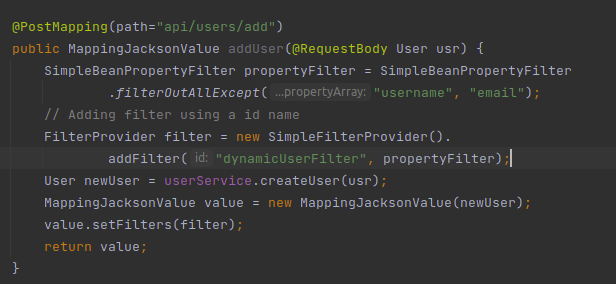 @PostMapping(path="api/users/add")
public MappingJacksonValue addUser(@RequestBody User usr) {
SimpleBeanPropertyFilter propertyFilter = SimpleBeanPropertyFilter
.filterOutAllExcept( ...propertyArray: "username", "email");
// Adding filter using a id name
FilterProvider filter = new SimpleFilterProvider().
addFilter( id: "dynamicUserFilter", propertyFilter);
User newUser = userService.createUser(usr);
MappingJacksonValue value = new MappingJacksonValue(newUser);
value.setFilters(filter);
return value;
}